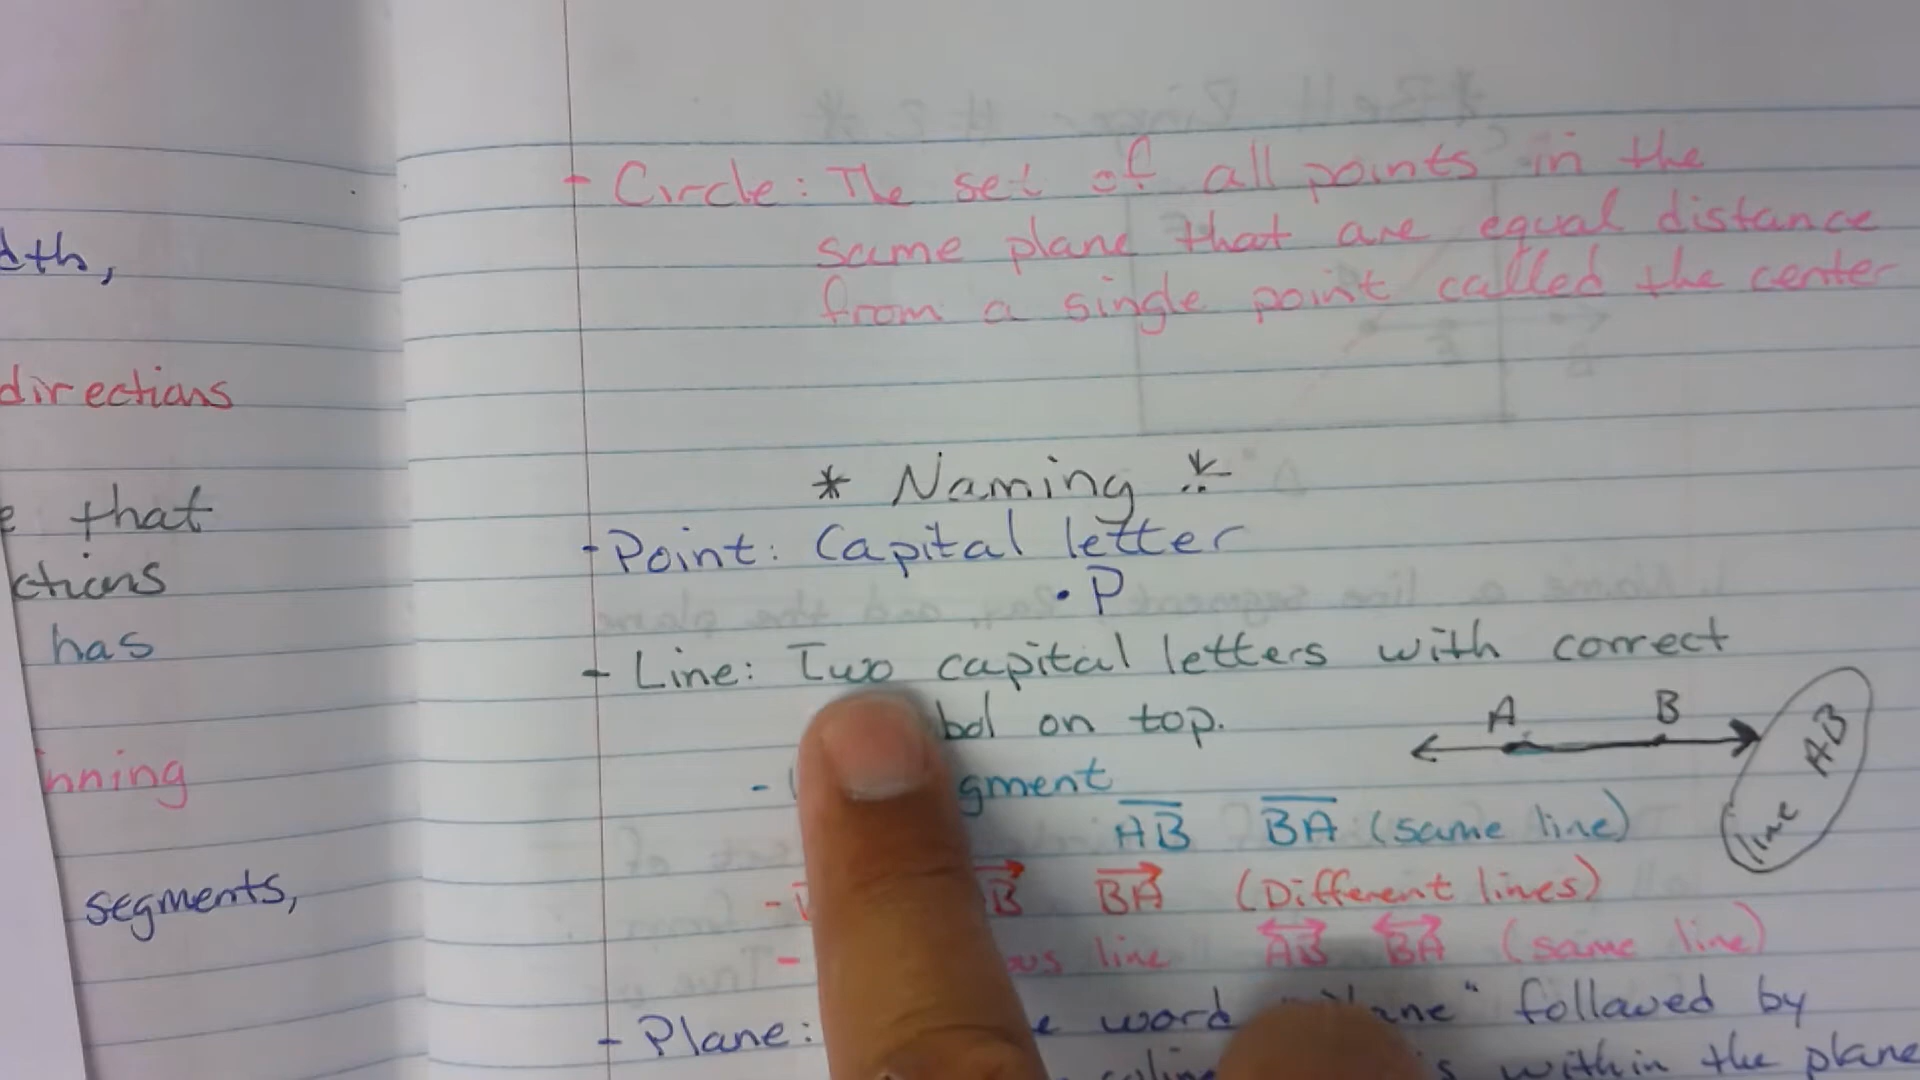 dth,
directions
that
ctions
has
nning
segments,
- Circle: The set of all points in the
same plane that are equal distance
from a single point called the center
* Naming *
- Point: Capital letter
• P
- Line: Two capital letters with correct
bol on top.
A B
line AB
- gment
AB BA (same line)
- B BA (Different lines)
- ous line AB BA (same line)
- Plane: word "lane" followed by
within the plane